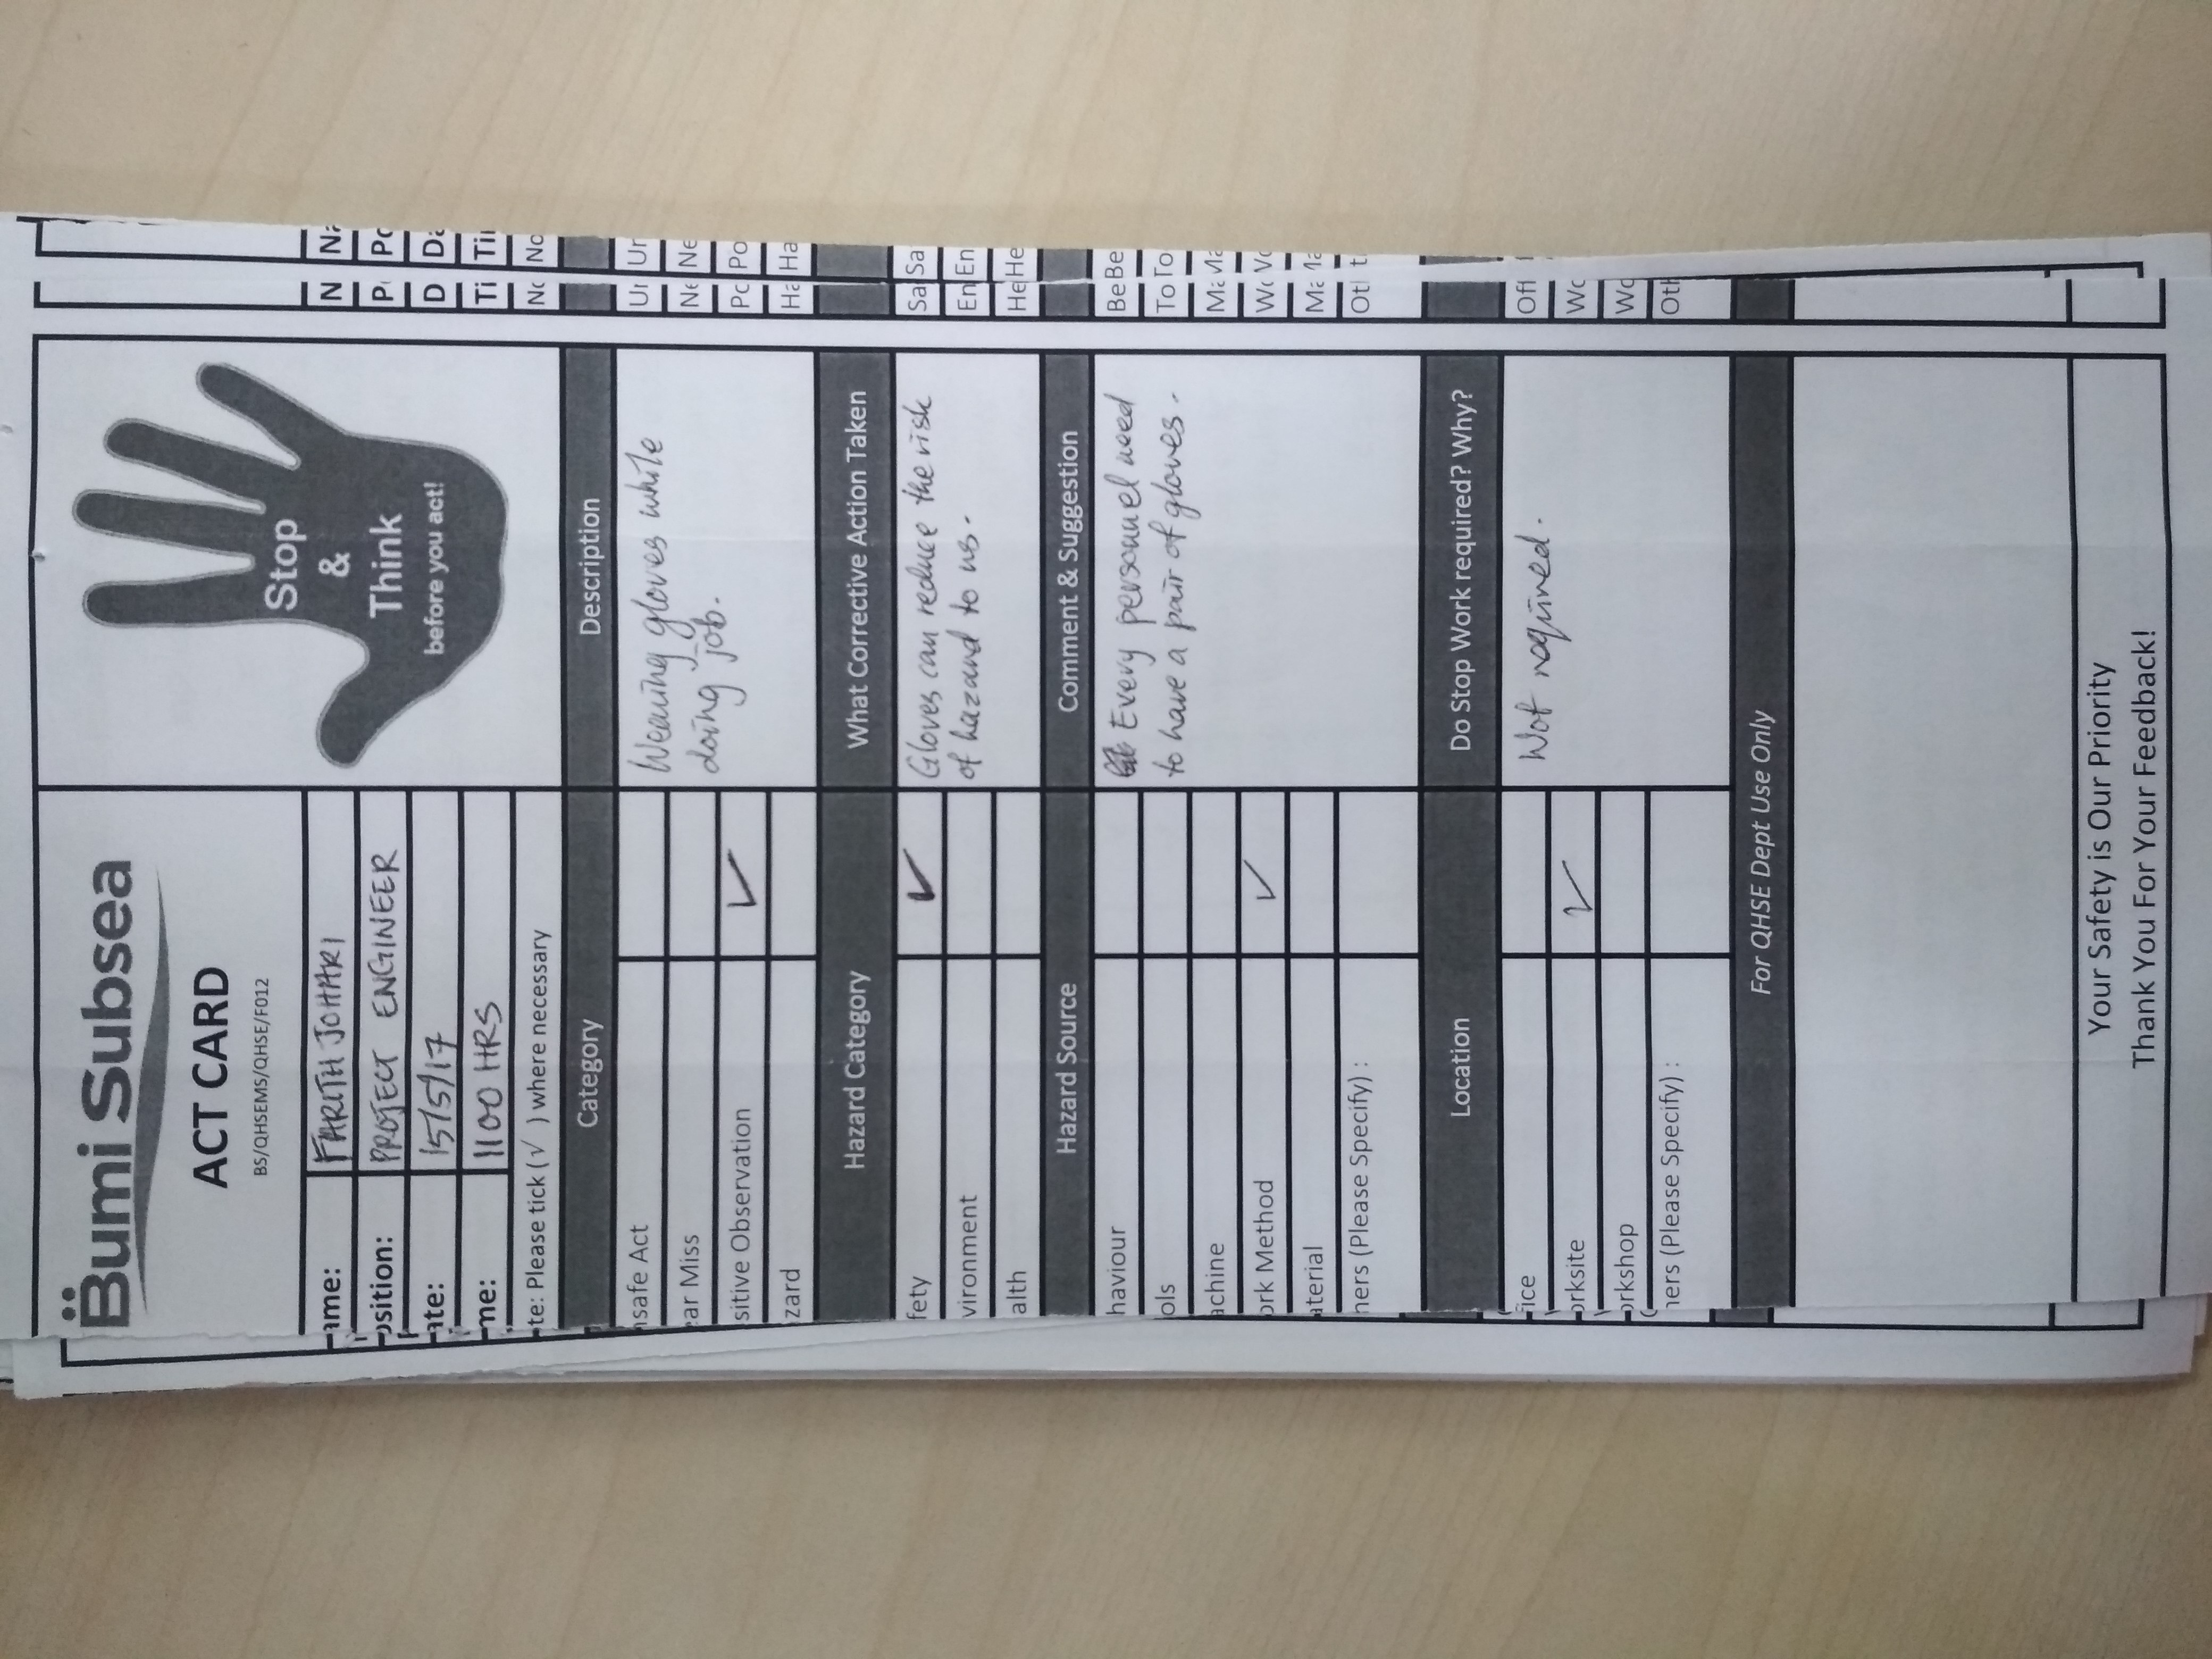 Bumi Subsea
ACT CARD
BS/QHSEMS/QHSE/F012
Stop
&
Think
before you act!
ame: FARITH JOHARI
osition: PROJECT ENGINEER
ate: 15/5/17
me: 1100 HRS
te: Please tick (√ ) where necessary
Category
Description
safe Act
ar Miss
sitive Observation ✓
zard
Wearing gloves while
doing job.
Hazard Category
What Corrective Action Taken
fety ✓
vironment
alth
Gloves can reduce the risk
of hazard to us.
Hazard Source
Comment & Suggestion
haviour
ols
achine
ork Method ✓
aterial
hers (Please Specify) :
Every personnel need
to have a pair of gloves.
Location
Do Stop Work required? Why?
ice
orksite ✓
orkshop
hers (Please Specify) :
Not required.
For QHSE Dept Use Only
Your Safety is Our Priority
Thank You For Your Feedback!